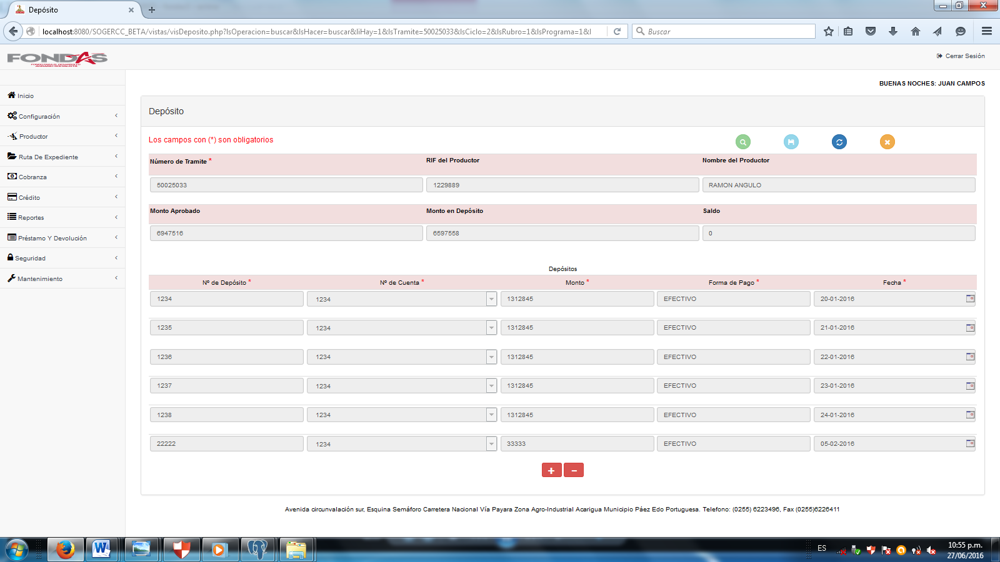 Depósito
localhost:8080/SOGERCC_BETA/vistas/visDeposito.php?lsOperacion=buscar&lsHacer=buscar&liHay=1&lsTramite=50025033&lsCiclo=2&lsRubro=1&lsPrograma=1&l
Buscar
FONDAS
FONDO PARA EL DESARROLLO
AGRARIO SOCIALISTA
Cerrar Sesión
BUENAS NOCHES: JUAN CAMPOS
Inicio
Configuración
Productor
Ruta De Expediente
Cobranza
Crédito
Reportes
Préstamo Y Devolución
Seguridad
Mantenimiento
Depósito
Los campos con (*) son obligatorios
Número de Tramite * RIF del Productor Nombre del Productor
50025033 1229889 RAMON ANGULO
Monto Aprobado Monto en Depósito Saldo
6947516 6597558 0
Depósitos
Nº de Depósito * Nº de Cuenta * Monto * Forma de Pago * Fecha *
1234 1234 1312845 EFECTIVO 20-01-2016
1235 1234 1312845 EFECTIVO 21-01-2016
1236 1234 1312845 EFECTIVO 22-01-2016
1237 1234 1312845 EFECTIVO 23-01-2016
1238 1234 1312845 EFECTIVO 24-01-2016
22222 1234 33333 EFECTIVO 05-02-2016
+ −
Avenida circunvalación sur, Esquina Semáforo Carretera Nacional Vía Payara Zona Agro-Industrial Acarigua Municipio Páez Edo Portuguesa. Telefono: (0255) 6223496, Fax (0255)6226411
ES
10:55 p.m.
27/06/2016